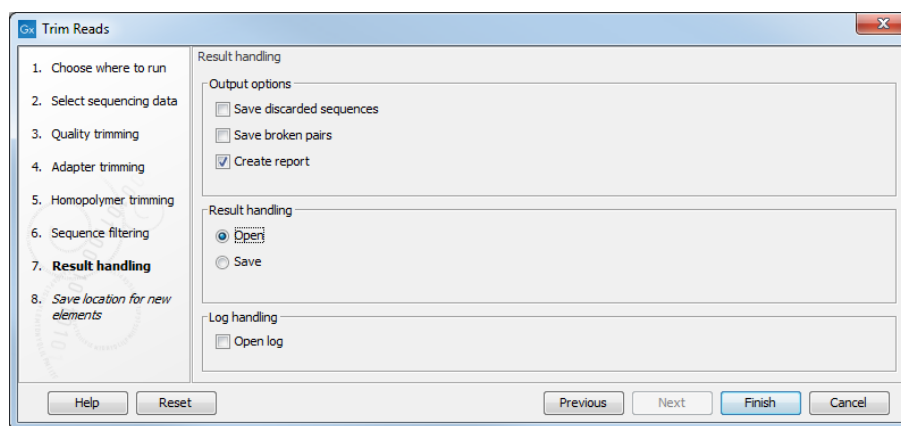 Gx Trim Reads
X
1. Choose where to run
2. Select sequencing data
3. Quality trimming
4. Adapter trimming
5. Homopolymer trimming
6. Sequence filtering
7. Result handling
8. Save location for new
elements
Result handling
Output options
Save discarded sequences
Save broken pairs
Create report
Result handling
Open
Save
Log handling
Open log
Help Reset Previous Next Finish Cancel